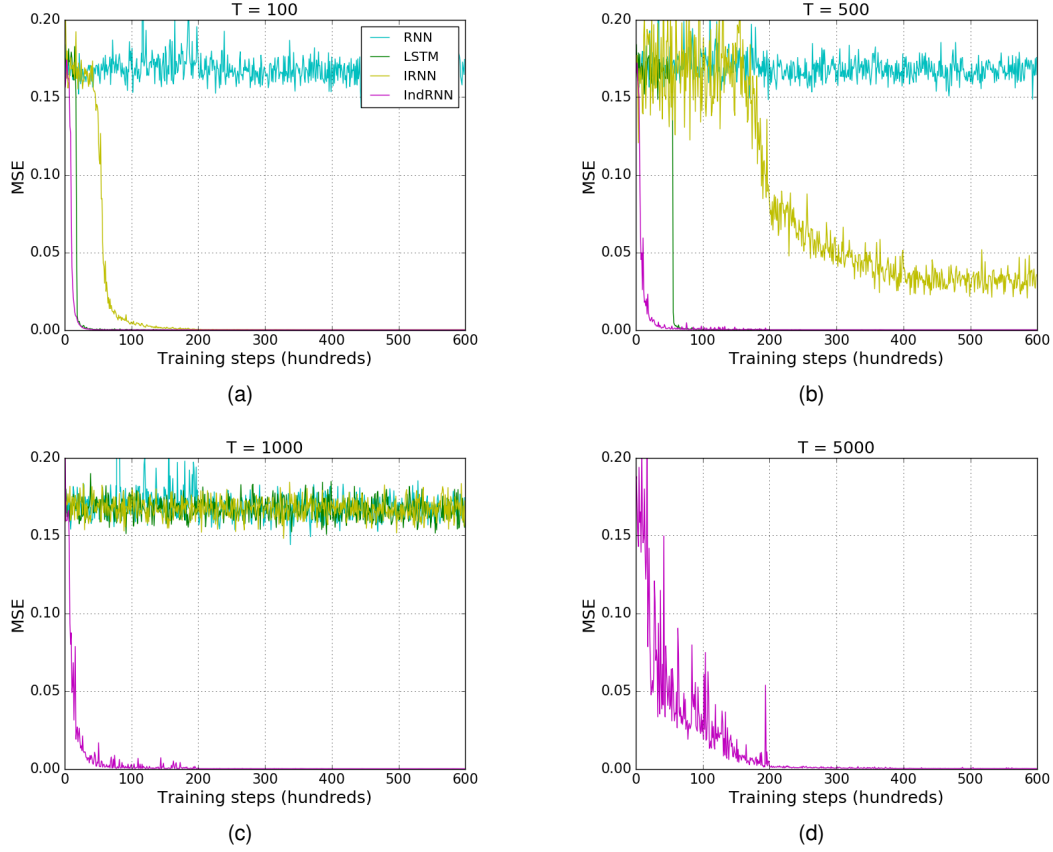 T = 100
MSE
0.20
0.15
0.10
0.05
0.00
RNN
LSTM
IRNN
IndRNN
0 100 200 300 400 500 600
Training steps (hundreds)
(a)
T = 500
MSE
0.20
0.15
0.10
0.05
0.00
0 100 200 300 400 500 600
Training steps (hundreds)
(b)
T = 1000
MSE
0.20
0.15
0.10
0.05
0.00
0 100 200 300 400 500 600
Training steps (hundreds)
(c)
T = 5000
MSE
0.20
0.15
0.10
0.05
0.00
0 100 200 300 400 500 600
Training steps (hundreds)
(d)